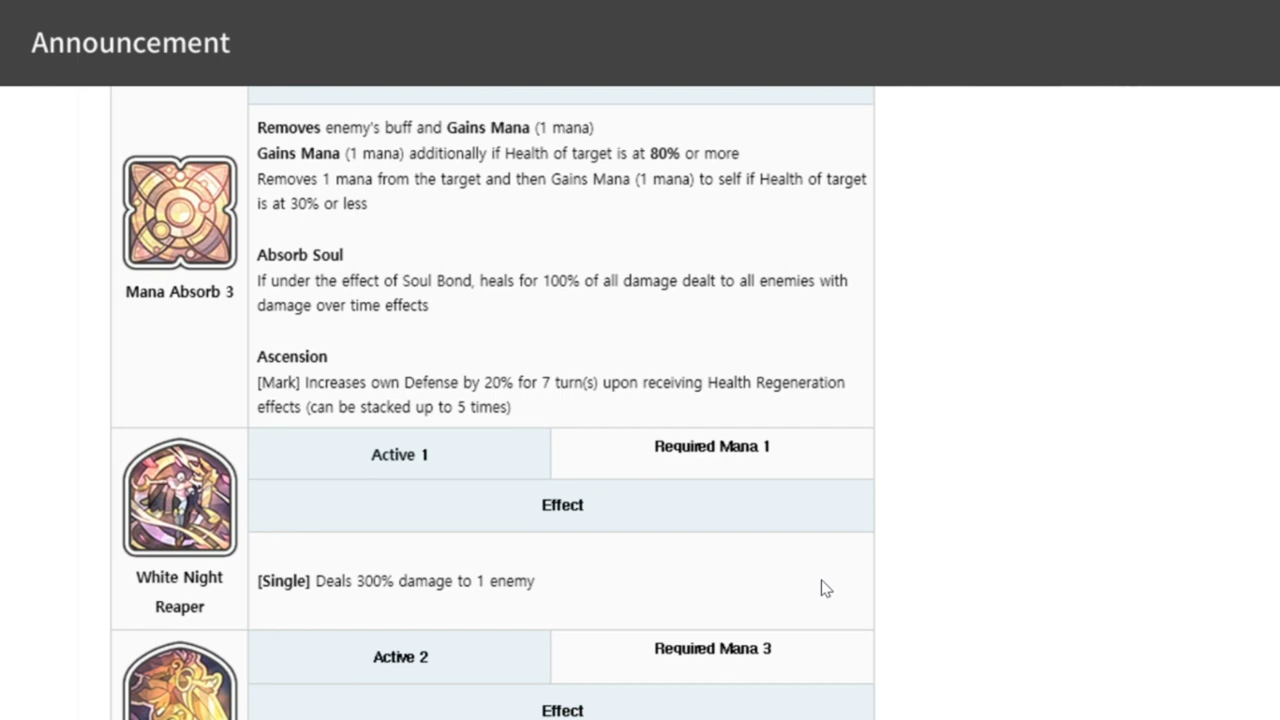 Announcement
Removes enemy's buff and Gains Mana (1 mana)
Gains Mana (1 mana) additionally if Health of target is at 80% or more
Removes 1 mana from the target and then Gains Mana (1 mana) to self if Health of target
is at 30% or less
Mana Absorb 3
Absorb Soul
If under the effect of Soul Bond, heals for 100% of all damage dealt to all enemies with
damage over time effects
Ascension
[Mark] Increases own Defense by 20% for 7 turn(s) upon receiving Health Regeneration
effects (can be stacked up to 5 times)
Active 1
Required Mana 1
Effect
White Night
Reaper
[Single] Deals 300% damage to 1 enemy
Active 2
Required Mana 3
Effect